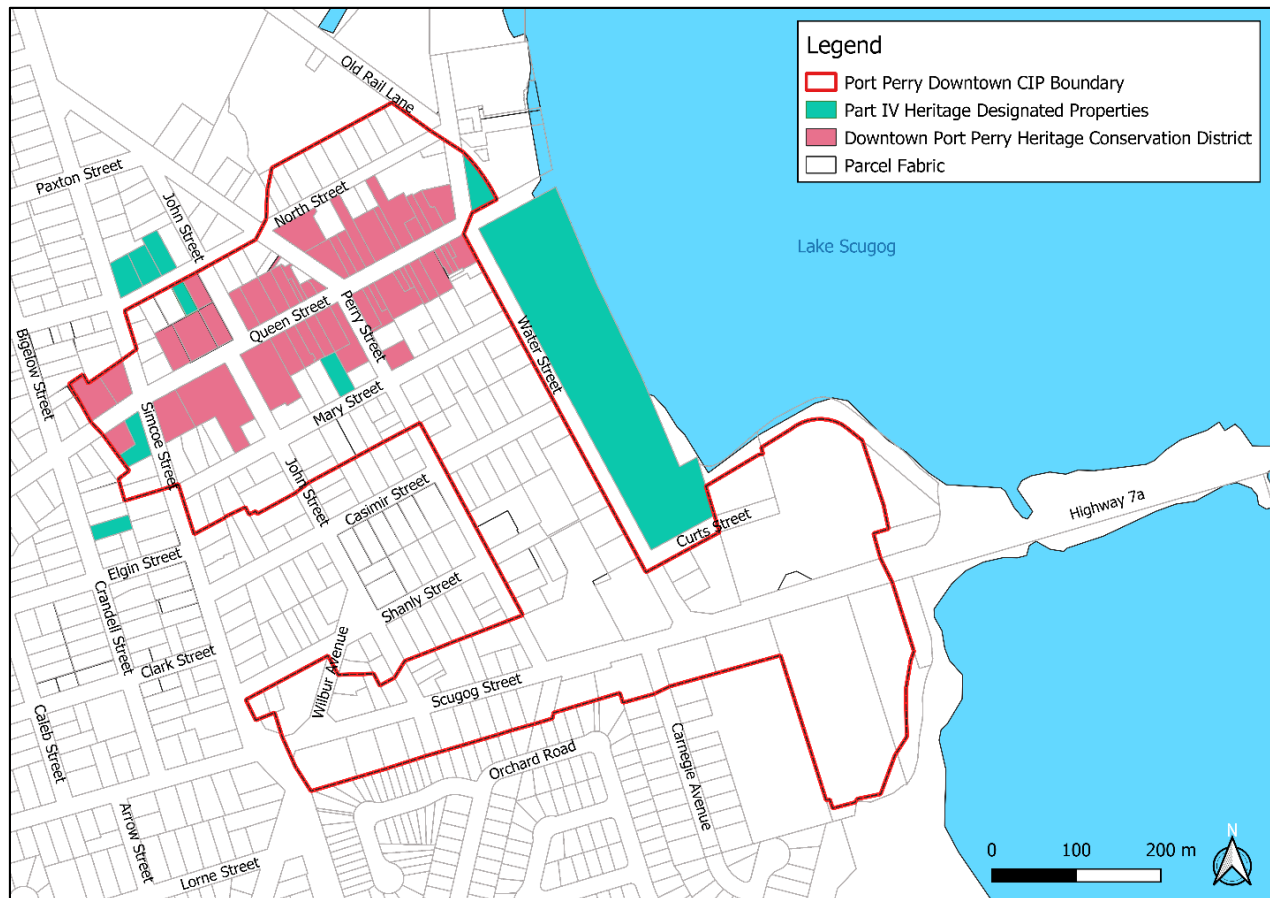 Legend
Port Perry Downtown CIP Boundary
Part IV Heritage Designated Properties
Downtown Port Perry Heritage Conservation District
Parcel Fabric
Old Rail Lane
Paxton Street
John Street
North Street
Lake Scugog
Queen Street
Perry Street
Water Street
Bigelow Street
Simcoe Street
Mary Street
John Street
Casimir Street
Highway 7a
Curts Street
Elgin Street
Crandell Street
Shanly Street
Clark Street
Wilbur Avenue
Scugog Street
Caleb Street
Carnegie Avenue
Orchard Road
Arrow Street
Lorne Street
N
0 100 200 m